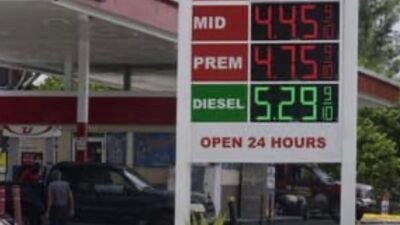 MID 4.45 9/10
PREM 4.75 9/10
DIESEL 5.29 9/10
OPEN 24 HOURS